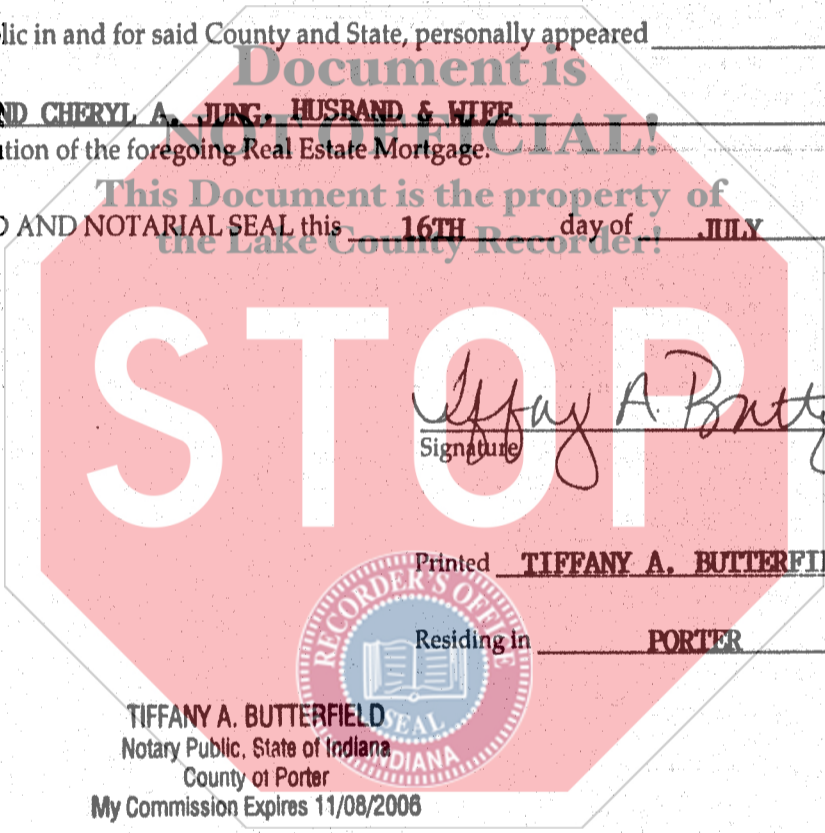 lic in and for said County and State, personally appeared
Document is
ND CHERYL A. JUNG, HUSBAND & WIFE
NOT OFFICIAL!
tion of the foregoing Real Estate Mortgage.
This Document is the property of
D AND NOTARIAL SEAL this 16TH day of JULY
the Lake County Recorder!
STOP
Tiffany A. Butt
Signature
Printed TIFFANY A. BUTTERFI
RECORDER'S OFFICE
Residing in PORTER
SEAL
INDIANA
TIFFANY A. BUTTERFIELD
Notary Public, State of Indiana
County of Porter
My Commission Expires 11/08/2006